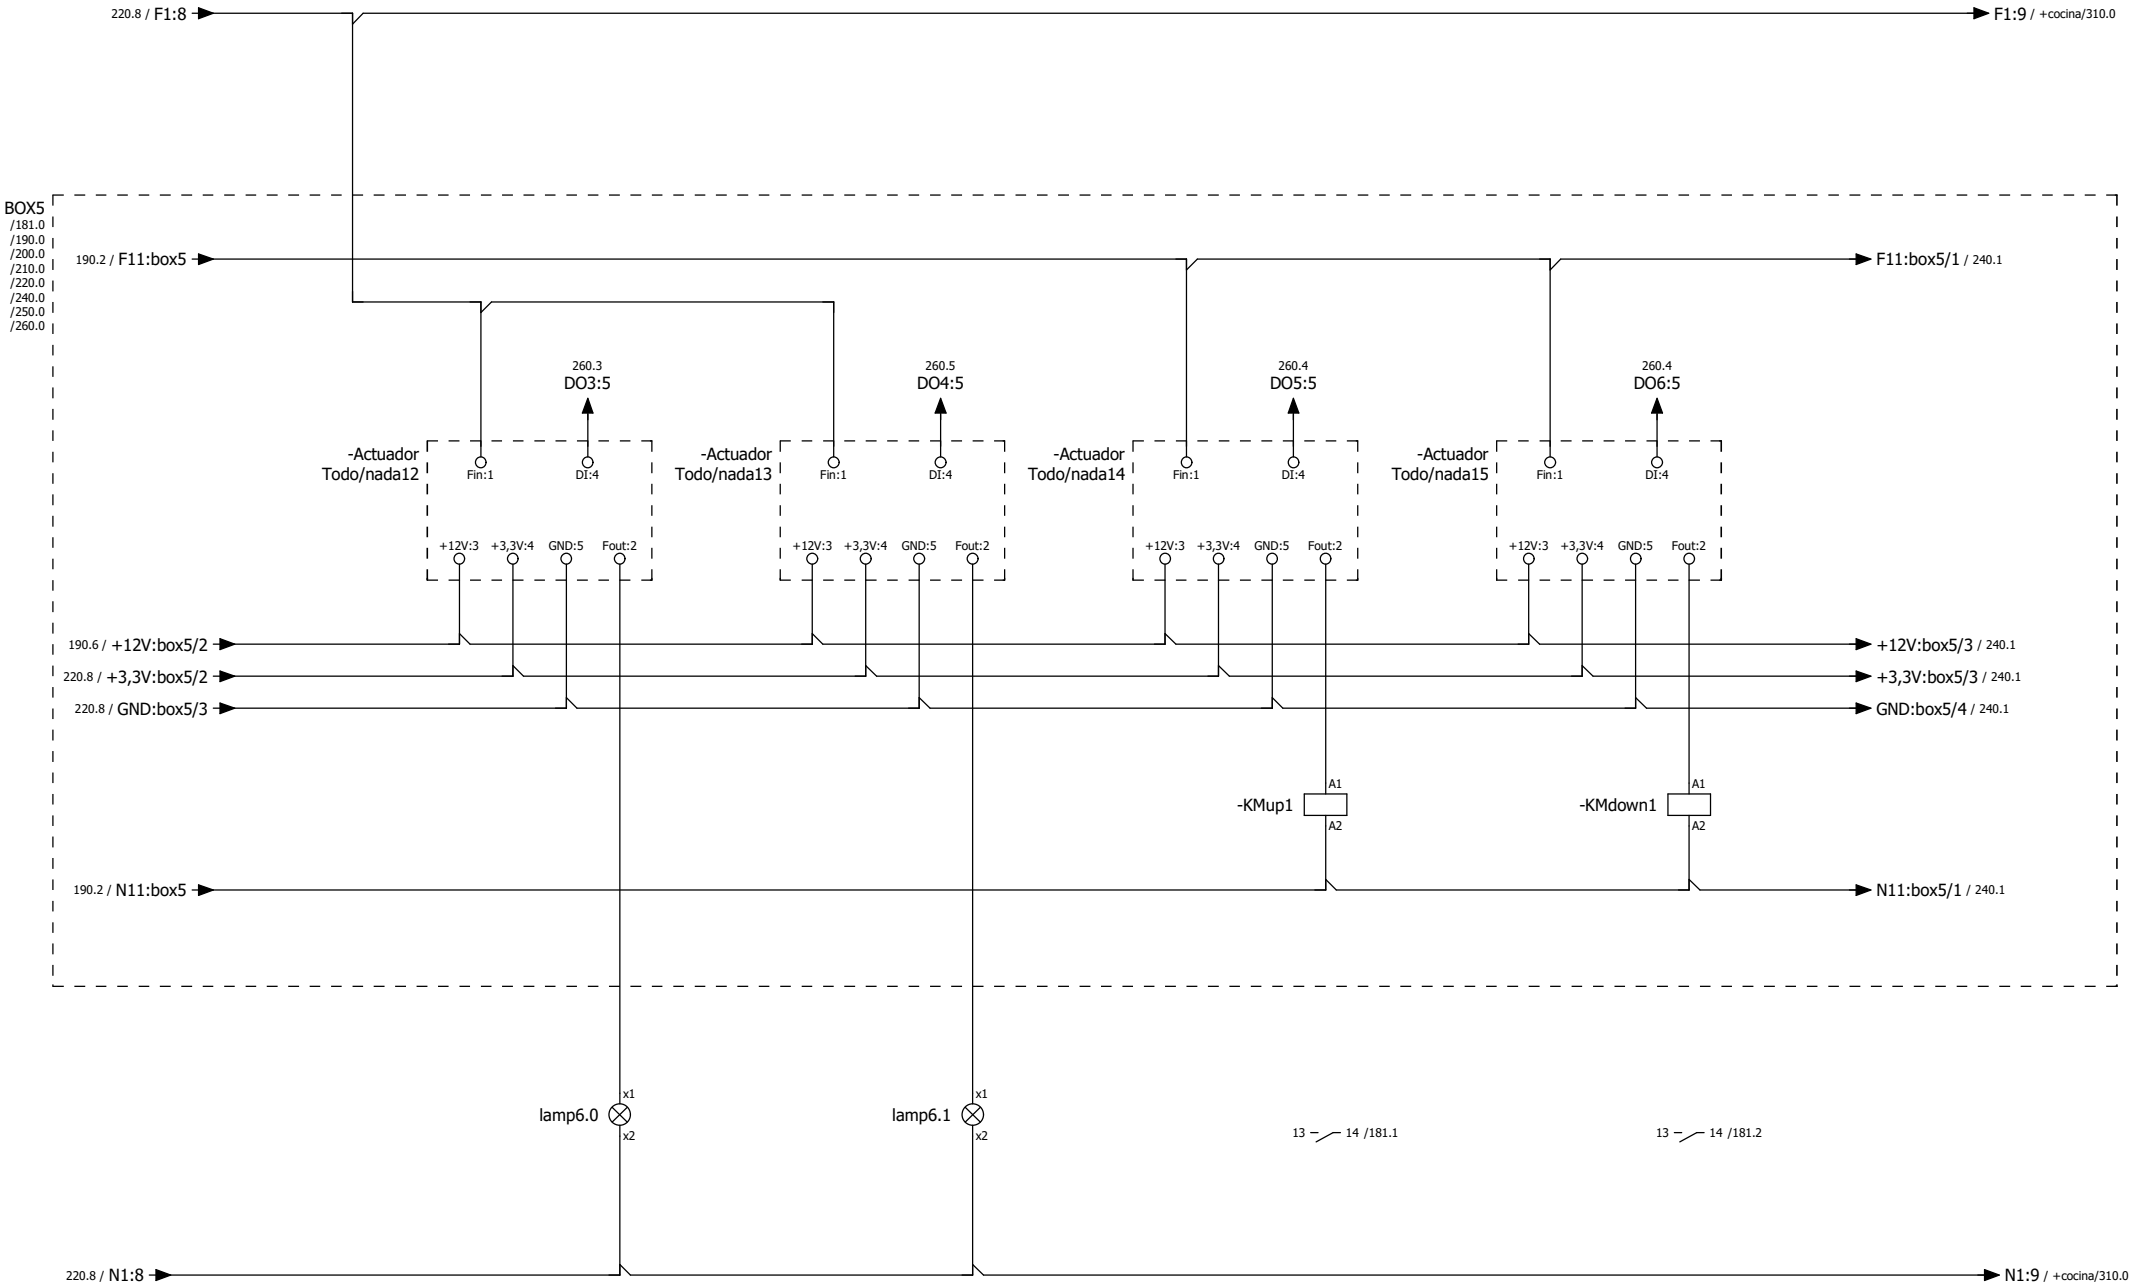 220.8 / F1:8
F1:9 / +cocina/310.0
BOX5
/181.0
/190.0
/200.0
/210.0
/220.0
/240.0
/250.0
/260.0
190.2 / F11:box5
F11:box5/1 / 240.1
260.3
DO3:5
260.5
DO4:5
260.4
DO5:5
260.4
DO6:5
-Actuador
Todo/nada12
Fin:1
DI:4
+12V:3
+3,3V:4
GND:5
Fout:2
-Actuador
Todo/nada13
Fin:1
DI:4
+12V:3
+3,3V:4
GND:5
Fout:2
-Actuador
Todo/nada14
Fin:1
DI:4
+12V:3
+3,3V:4
GND:5
Fout:2
-Actuador
Todo/nada15
Fin:1
DI:4
+12V:3
+3,3V:4
GND:5
Fout:2
190.6 / +12V:box5/2
+12V:box5/3 / 240.1
220.8 / +3,3V:box5/2
+3,3V:box5/3 / 240.1
220.8 / GND:box5/3
GND:box5/4 / 240.1
A1
-KMup1
A2
A1
-KMdown1
A2
190.2 / N11:box5
N11:box5/1 / 240.1
x1
lamp6.0
x2
x1
lamp6.1
x2
13
14 /181.1
13
14 /181.2
220.8 / N1:8
N1:9 / +cocina/310.0